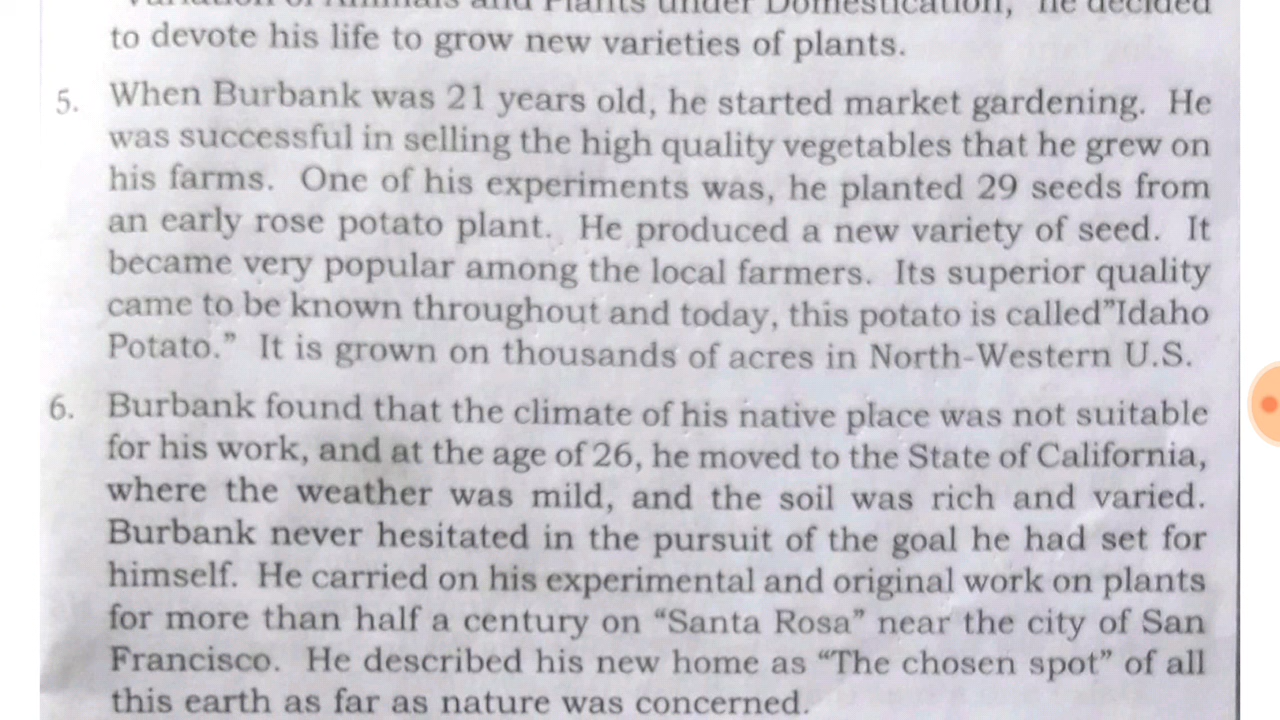 Variation of Animals and Plants under Domestication," he decided
to devote his life to grow new varieties of plants.
5. When Burbank was 21 years old, he started market gardening. He
was successful in selling the high quality vegetables that he grew on
his farms. One of his experiments was, he planted 29 seeds from
an early rose potato plant. He produced a new variety of seed. It
became very popular among the local farmers. Its superior quality
came to be known throughout and today, this potato is called"Idaho
Potato." It is grown on thousands of acres in North-Western U.S.
6. Burbank found that the climate of his native place was not suitable
for his work, and at the age of 26, he moved to the State of California,
where the weather was mild, and the soil was rich and varied.
Burbank never hesitated in the pursuit of the goal he had set for
himself. He carried on his experimental and original work on plants
for more than half a century on “Santa Rosa” near the city of San
Francisco. He described his new home as “The chosen spot” of all
this earth as far as nature was concerned.